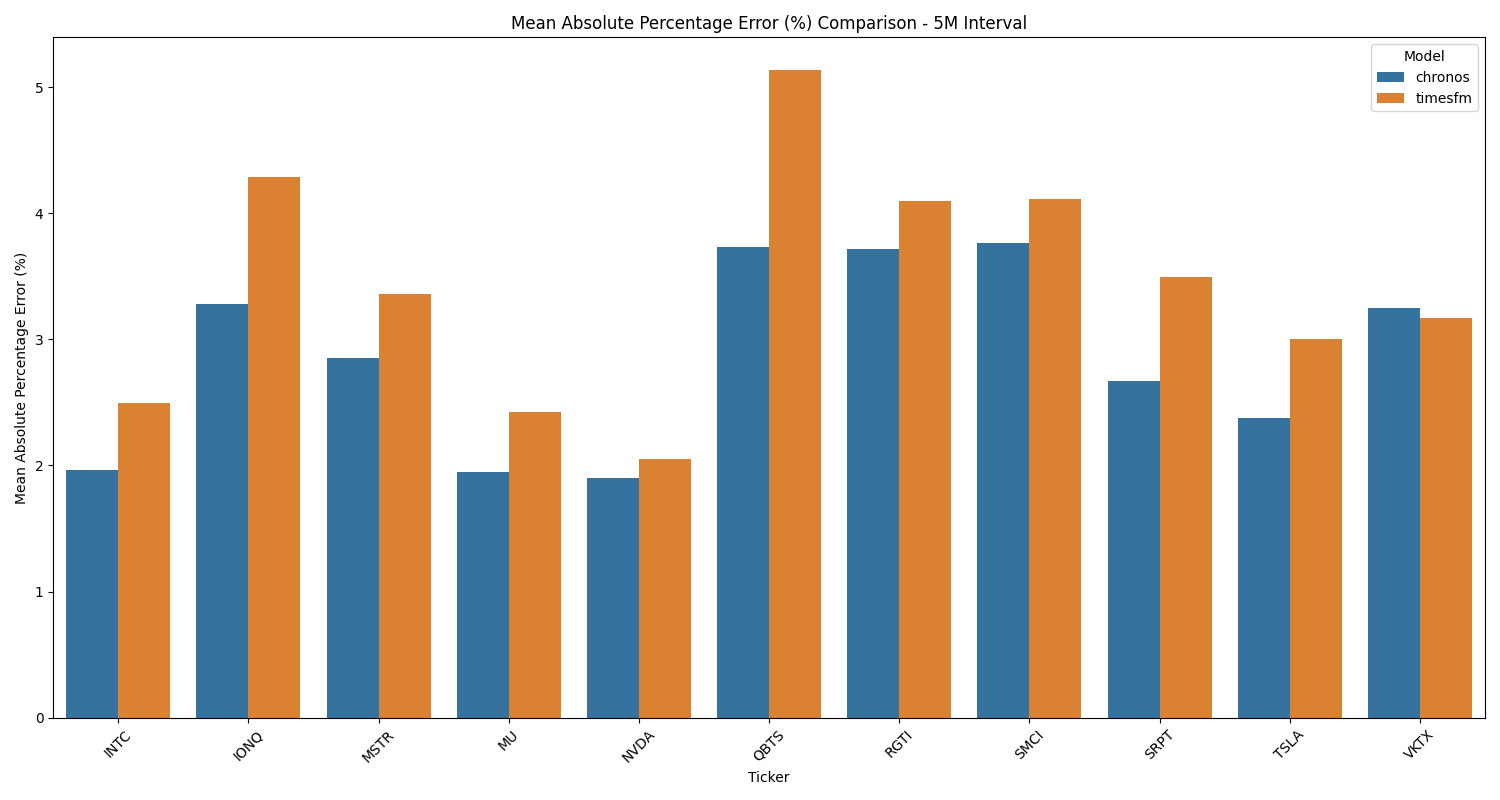 Mean Absolute Percentage Error (%) Comparison - 5M Interval
Model
chronos
timesfm
Mean Absolute Percentage Error (%)
5
4
3
2
1
0
INTC
IONQ
MSTR
MU
NVDA
QBTS
RGTI
SMCI
SRPT
TSLA
VKTX
Ticker